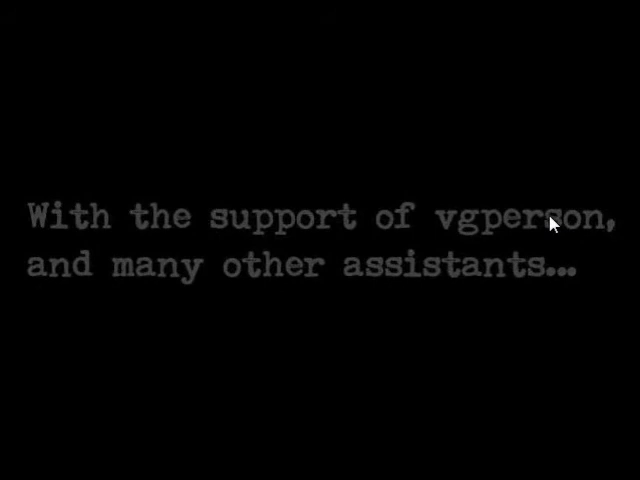 With the support of vgperson,
and many other assistants...